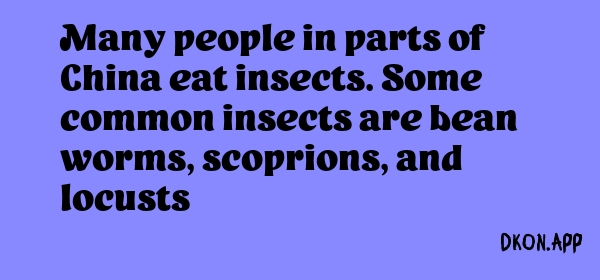 Many people in parts of
China eat insects. Some
common insects are bean
worms, scoprions, and
locusts
DKON.APP